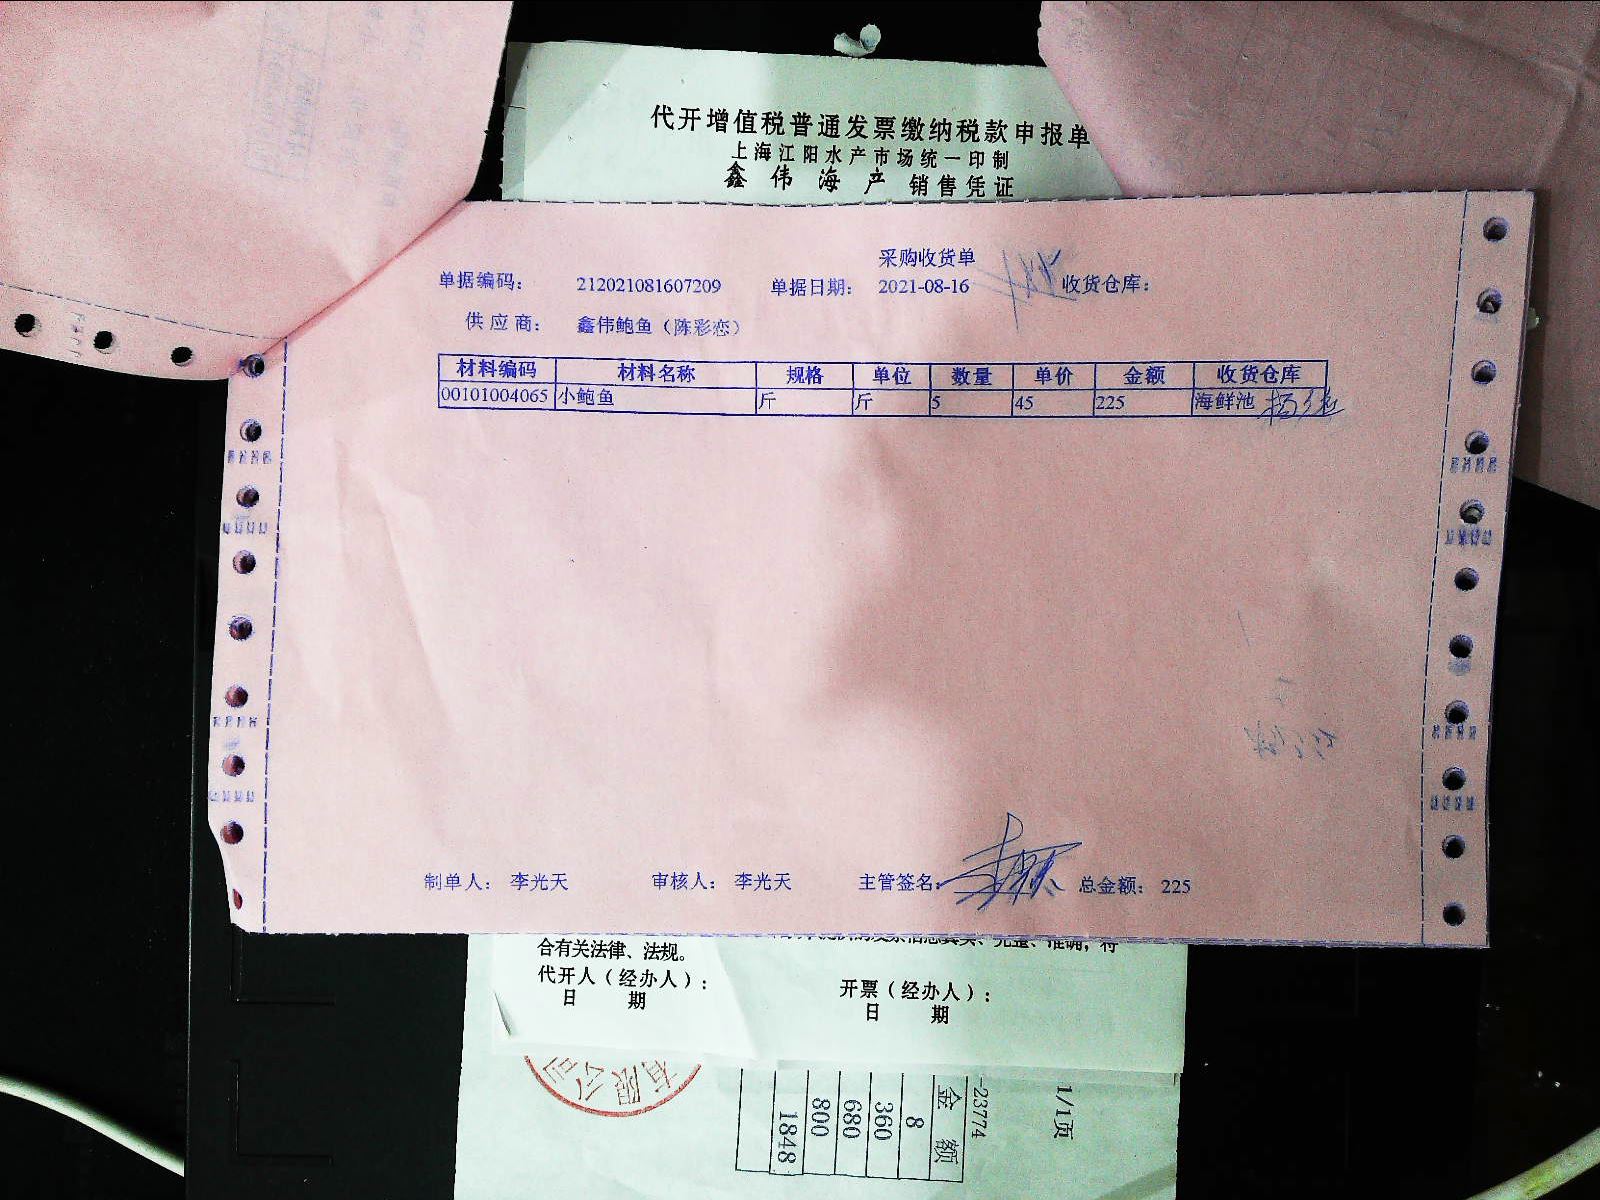 代开增值税普通发票缴纳税款申报单
上海江阳水产市场统一印制
鑫伟海产 销售凭证
采购收货单
单据编码： 212021081607209 单据日期： 2021-08-16 收货仓库：
供应商： 鑫伟鲍鱼（陈彩恋）
材料编码 材料名称 规格 单位 数量 单价 金额 收货仓库
00101004065 小鲍鱼 斤 斤 5 45 225 海鲜池
制单人： 李光天 审核人： 李光天 主管签名： 总金额： 225
合有关法律、法规。
代开人（经办人）： 开票（经办人）：
日 期 日 期
有限公司
1/1页
-23774
金 额
8
360
680
800
1848